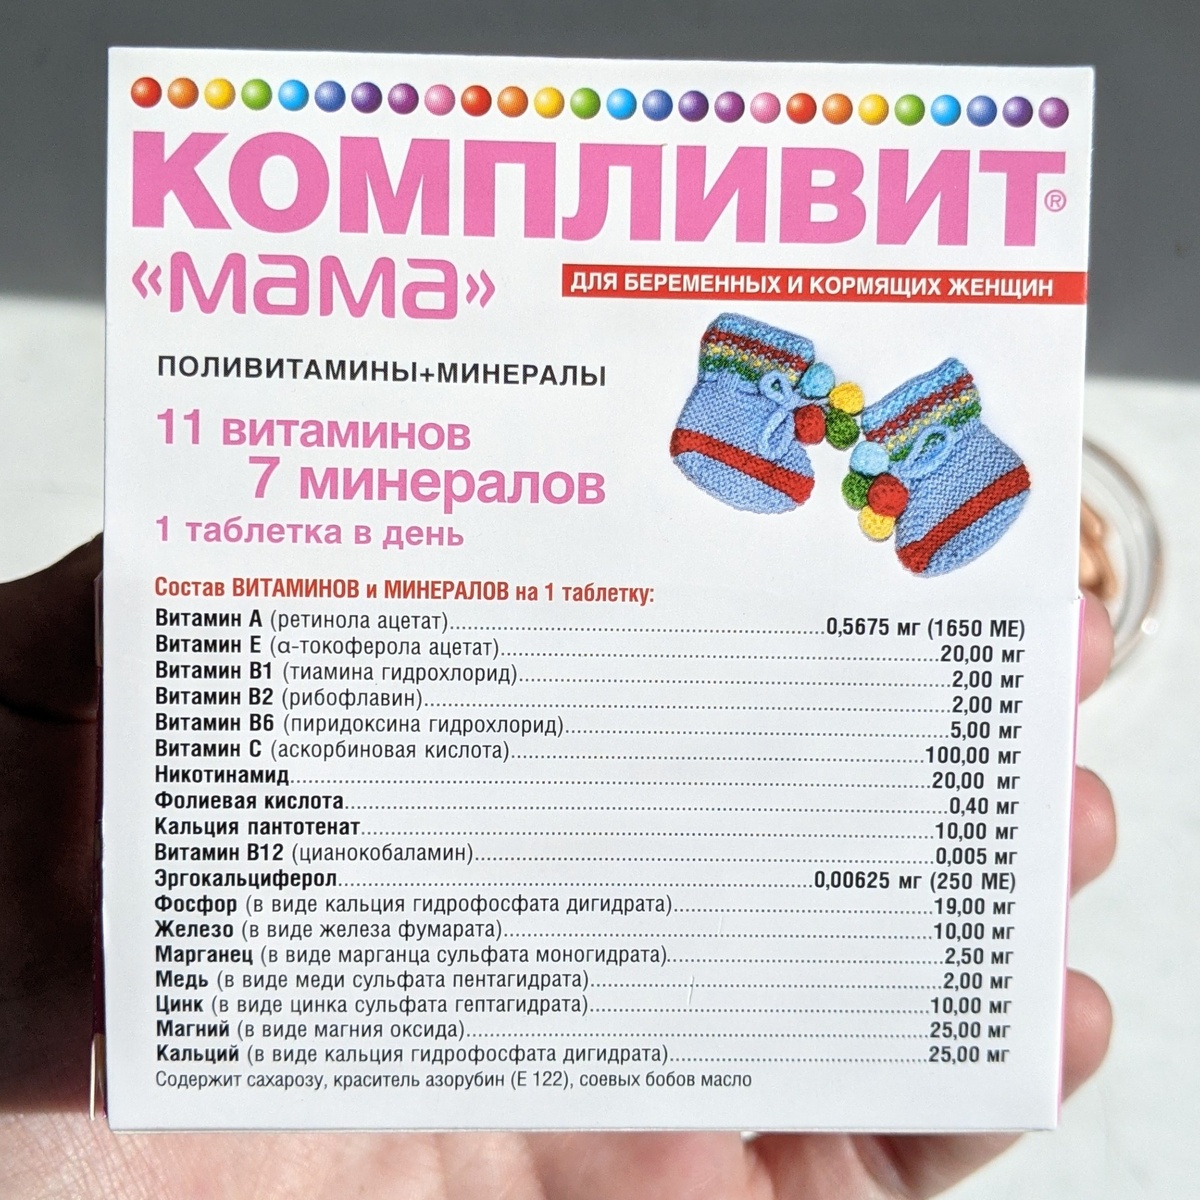 КОМПЛИВИТ®
«мама»
ДЛЯ БЕРЕМЕННЫХ И КОРМЯЩИХ ЖЕНЩИН
ПОЛИВИТАМИНЫ+МИНЕРАЛЫ
11 витаминов
7 минералов
1 таблетка в день
Состав ВИТАМИНОВ и МИНЕРАЛОВ на 1 таблетку:
Витамин А (ретинола ацетат)..........0,5675 мг (1650 МЕ)
Витамин Е (α-токоферола ацетат)..........20,00 мг
Витамин В1 (тиамина гидрохлорид)..........2,00 мг
Витамин В2 (рибофлавин)..........2,00 мг
Витамин В6 (пиридоксина гидрохлорид)..........5,00 мг
Витамин С (аскорбиновая кислота)..........100,00 мг
Никотинамид..........20,00 мг
Фолиевая кислота..........0,40 мг
Кальция пантотенат..........10,00 мг
Витамин В12 (цианокобаламин)..........0,005 мг
Эргокальциферол..........0,00625 мг (250 МЕ)
Фосфор (в виде кальция гидрофосфата дигидрата)..........19,00 мг
Железо (в виде железа фумарата)..........10,00 мг
Марганец (в виде марганца сульфата моногидрата)..........2,50 мг
Медь (в виде меди сульфата пентагидрата)..........2,00 мг
Цинк (в виде цинка сульфата гептагидрата)..........10,00 мг
Магний (в виде магния оксида)..........25,00 мг
Кальций (в виде кальция гидрофосфата дигидрата)..........25,00 мг
Содержит сахарозу, краситель азорубин (Е 122), соевых бобов масло